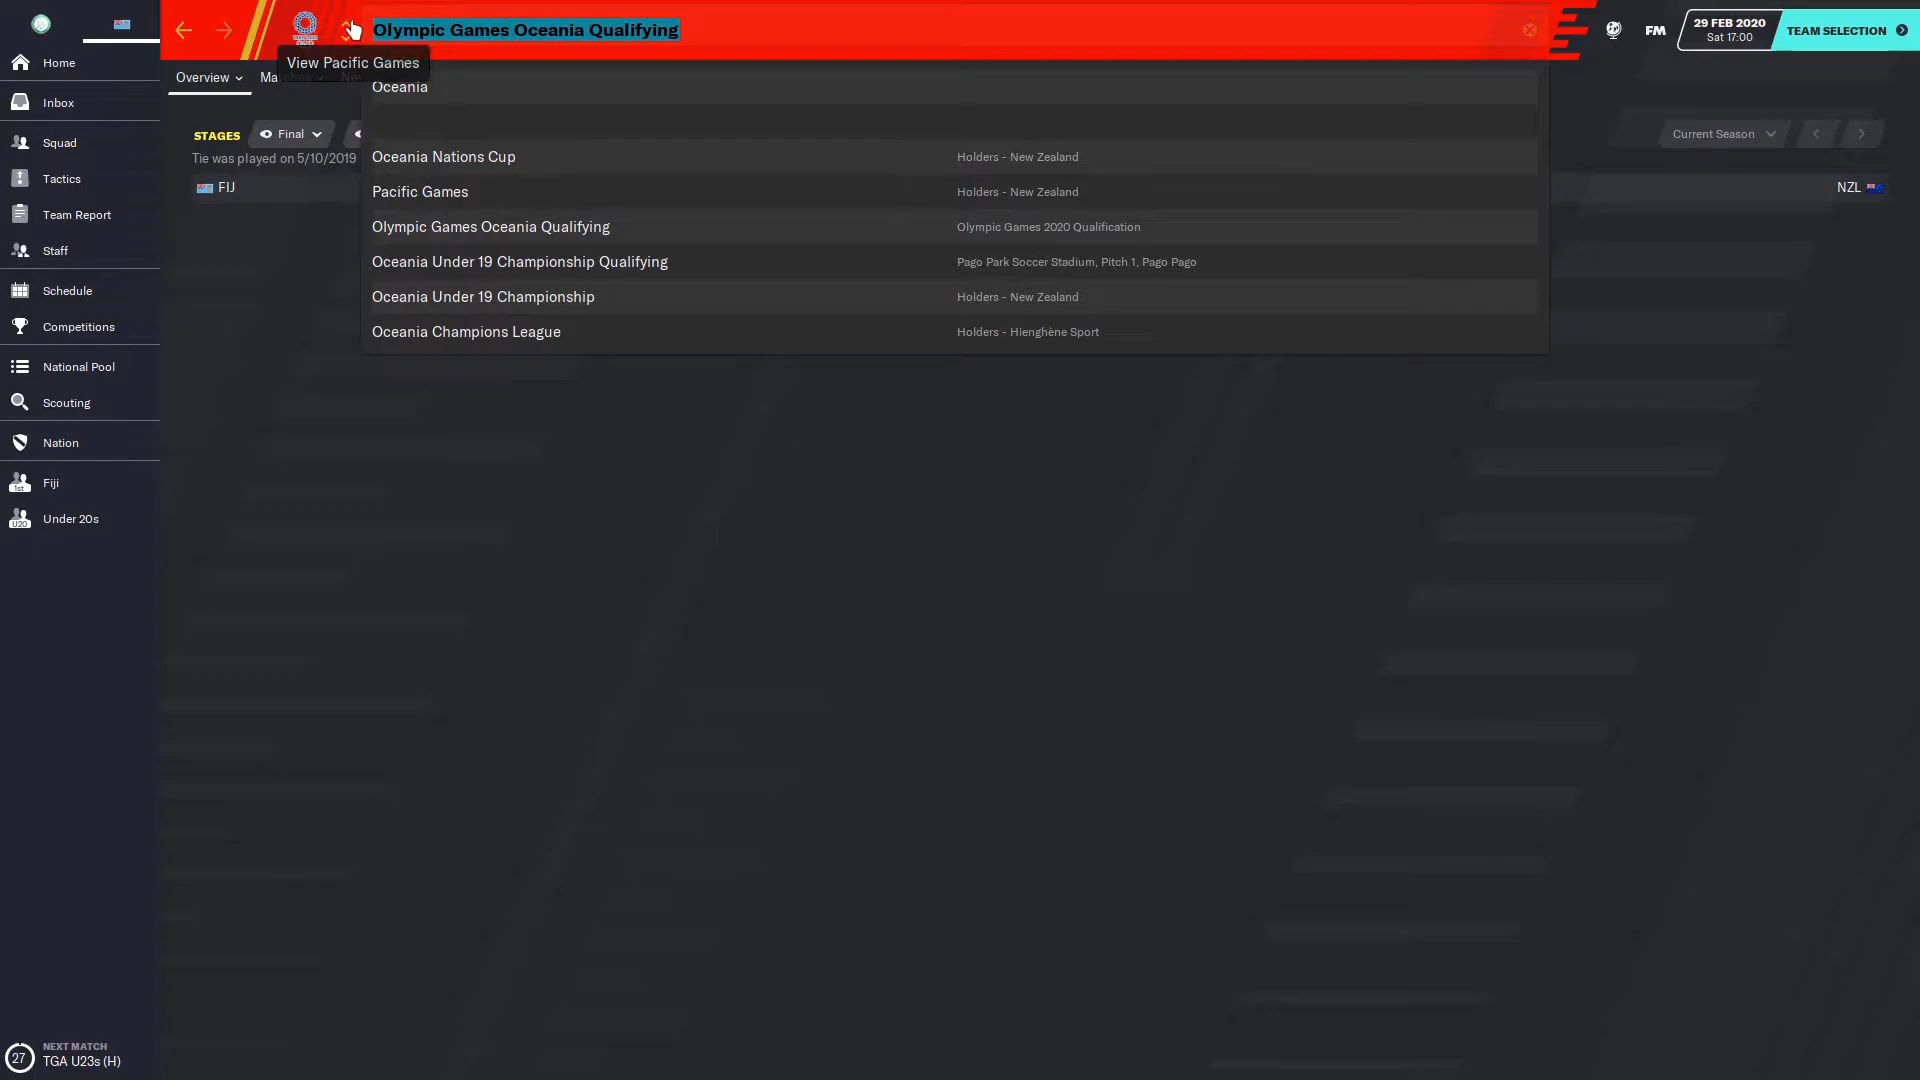 Olympic Games Oceania Qualifying
FM
29 FEB 2020
Sat 17:00
TEAM SELECTION
View Pacific Games
Home
Overview
Oceania
Inbox
STAGES
Final
Current Season
Squad
Tie was played on 5/10/2019
Oceania Nations Cup
Holders - New Zealand
Tactics
FIJ
Pacific Games
Holders - New Zealand
NZL
Team Report
Olympic Games Oceania Qualifying
Olympic Games 2020 Qualification
Staff
Oceania Under 19 Championship Qualifying
Pago Park Soccer Stadium, Pitch 1, Pago Pago
Schedule
Oceania Under 19 Championship
Holders - New Zealand
Competitions
Oceania Champions League
Holders - Hienghène Sport
National Pool
Scouting
Nation
1st
Fiji
U20
Under 20s
27
NEXT MATCH
TGA U23s (H)